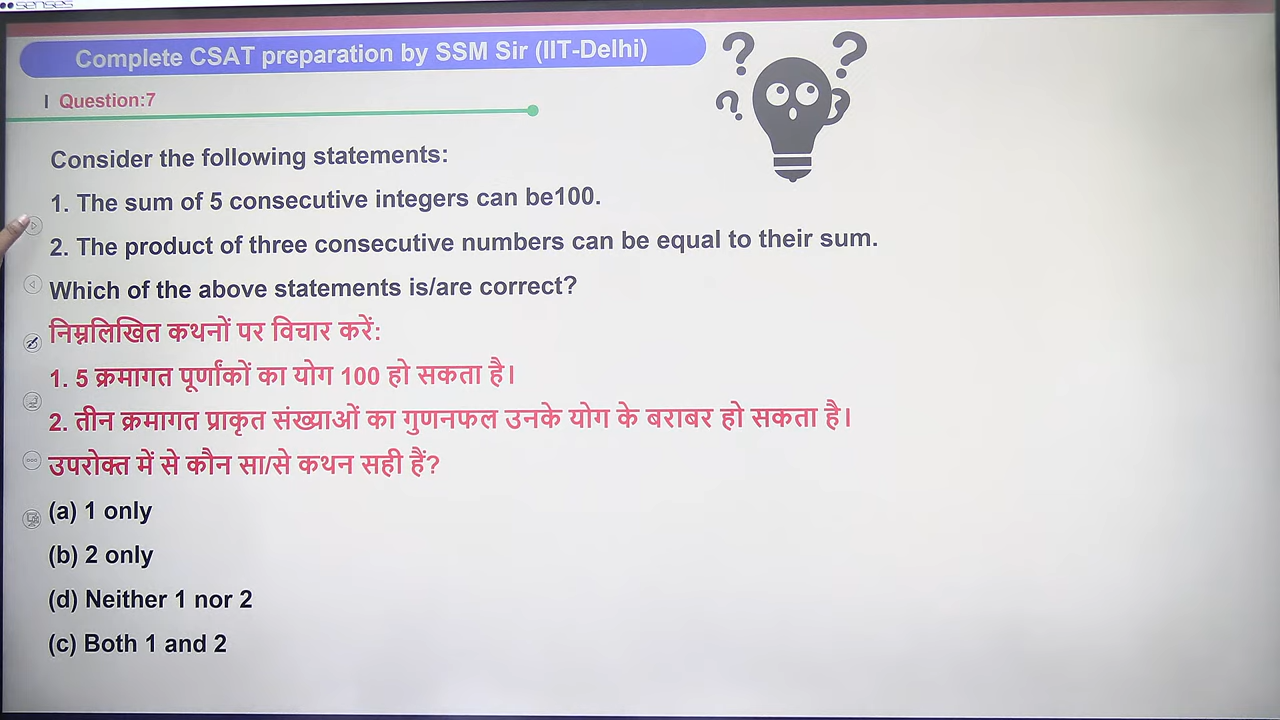 senses
Complete CSAT preparation by SSM Sir (IIT-Delhi)
Question:7
Consider the following statements:
1. The sum of 5 consecutive integers can be100.
2. The product of three consecutive numbers can be equal to their sum.
Which of the above statements is/are correct?
निम्नलिखित कथनों पर विचार करें:
1. 5 क्रमागत पूर्णांकों का योग 100 हो सकता है।
2. तीन क्रमागत प्राकृत संख्याओं का गुणनफल उनके योग के बराबर हो सकता है।
उपरोक्त में से कौन सा/से कथन सही हैं?
(a) 1 only
(b) 2 only
(d) Neither 1 nor 2
(c) Both 1 and 2